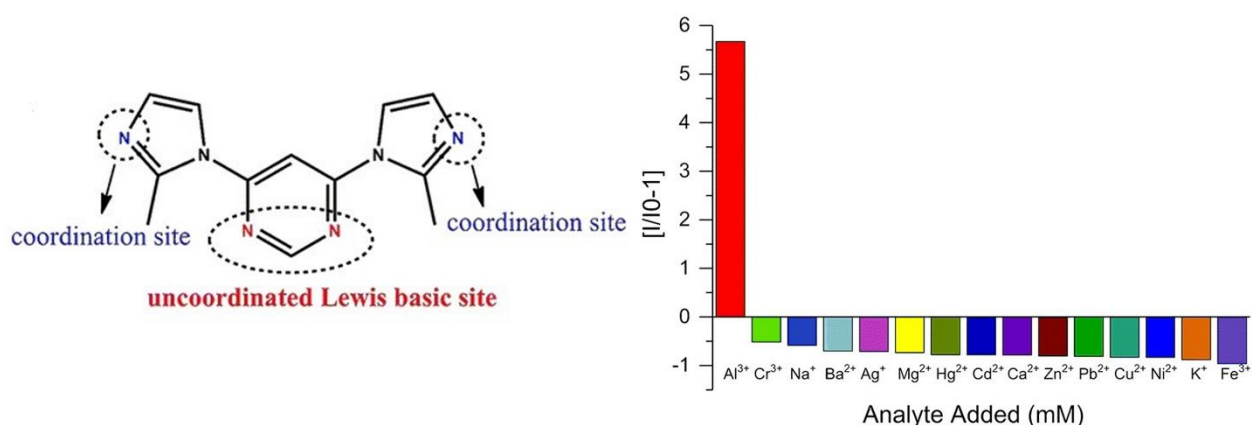 N
N
N
N
coordination site
coordination site
N
N
uncoordinated Lewis basic site
6
5
4
3
2
1
0
-1
[I/I0-1]
Al³⁺ Cr³⁺ Na⁺ Ba²⁺ Ag⁺ Mg²⁺ Hg²⁺ Cd²⁺ Ca²⁺ Zn²⁺ Pb²⁺ Cu²⁺ Ni²⁺ K⁺ Fe³⁺
Analyte Added (mM)